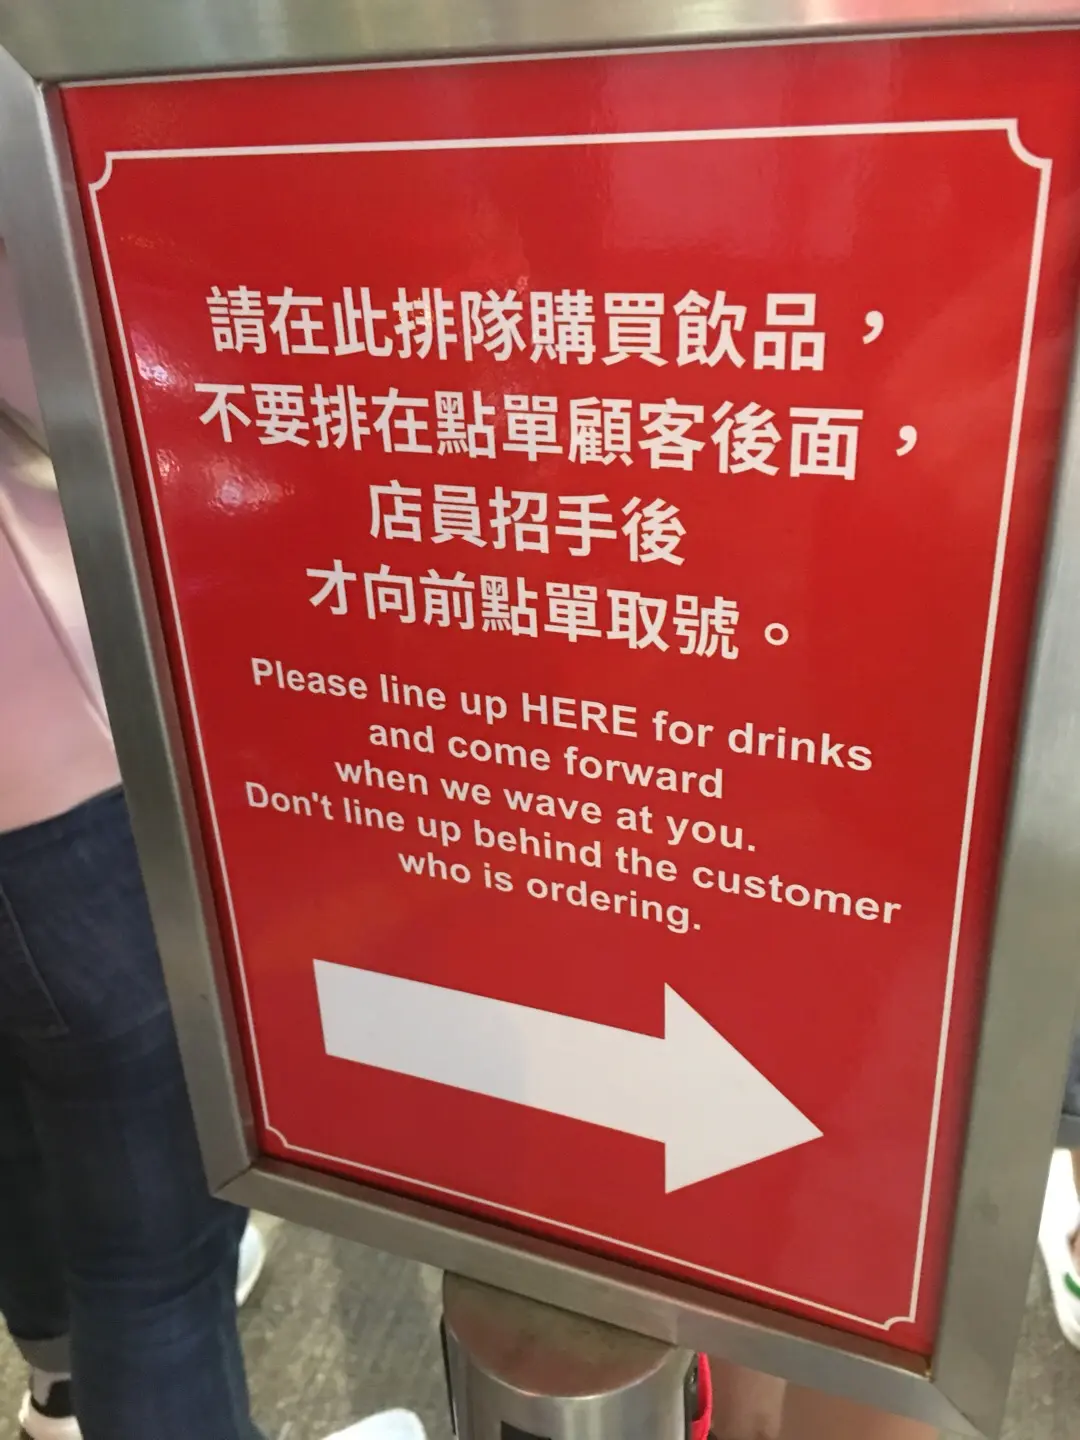 請在此排隊購買飲品，
不要排在點單顧客後面，
店員招手後
才向前點單取號。
Please line up HERE for drinks
and come forward
when we wave at you.
Don't line up behind the customer
who is ordering.